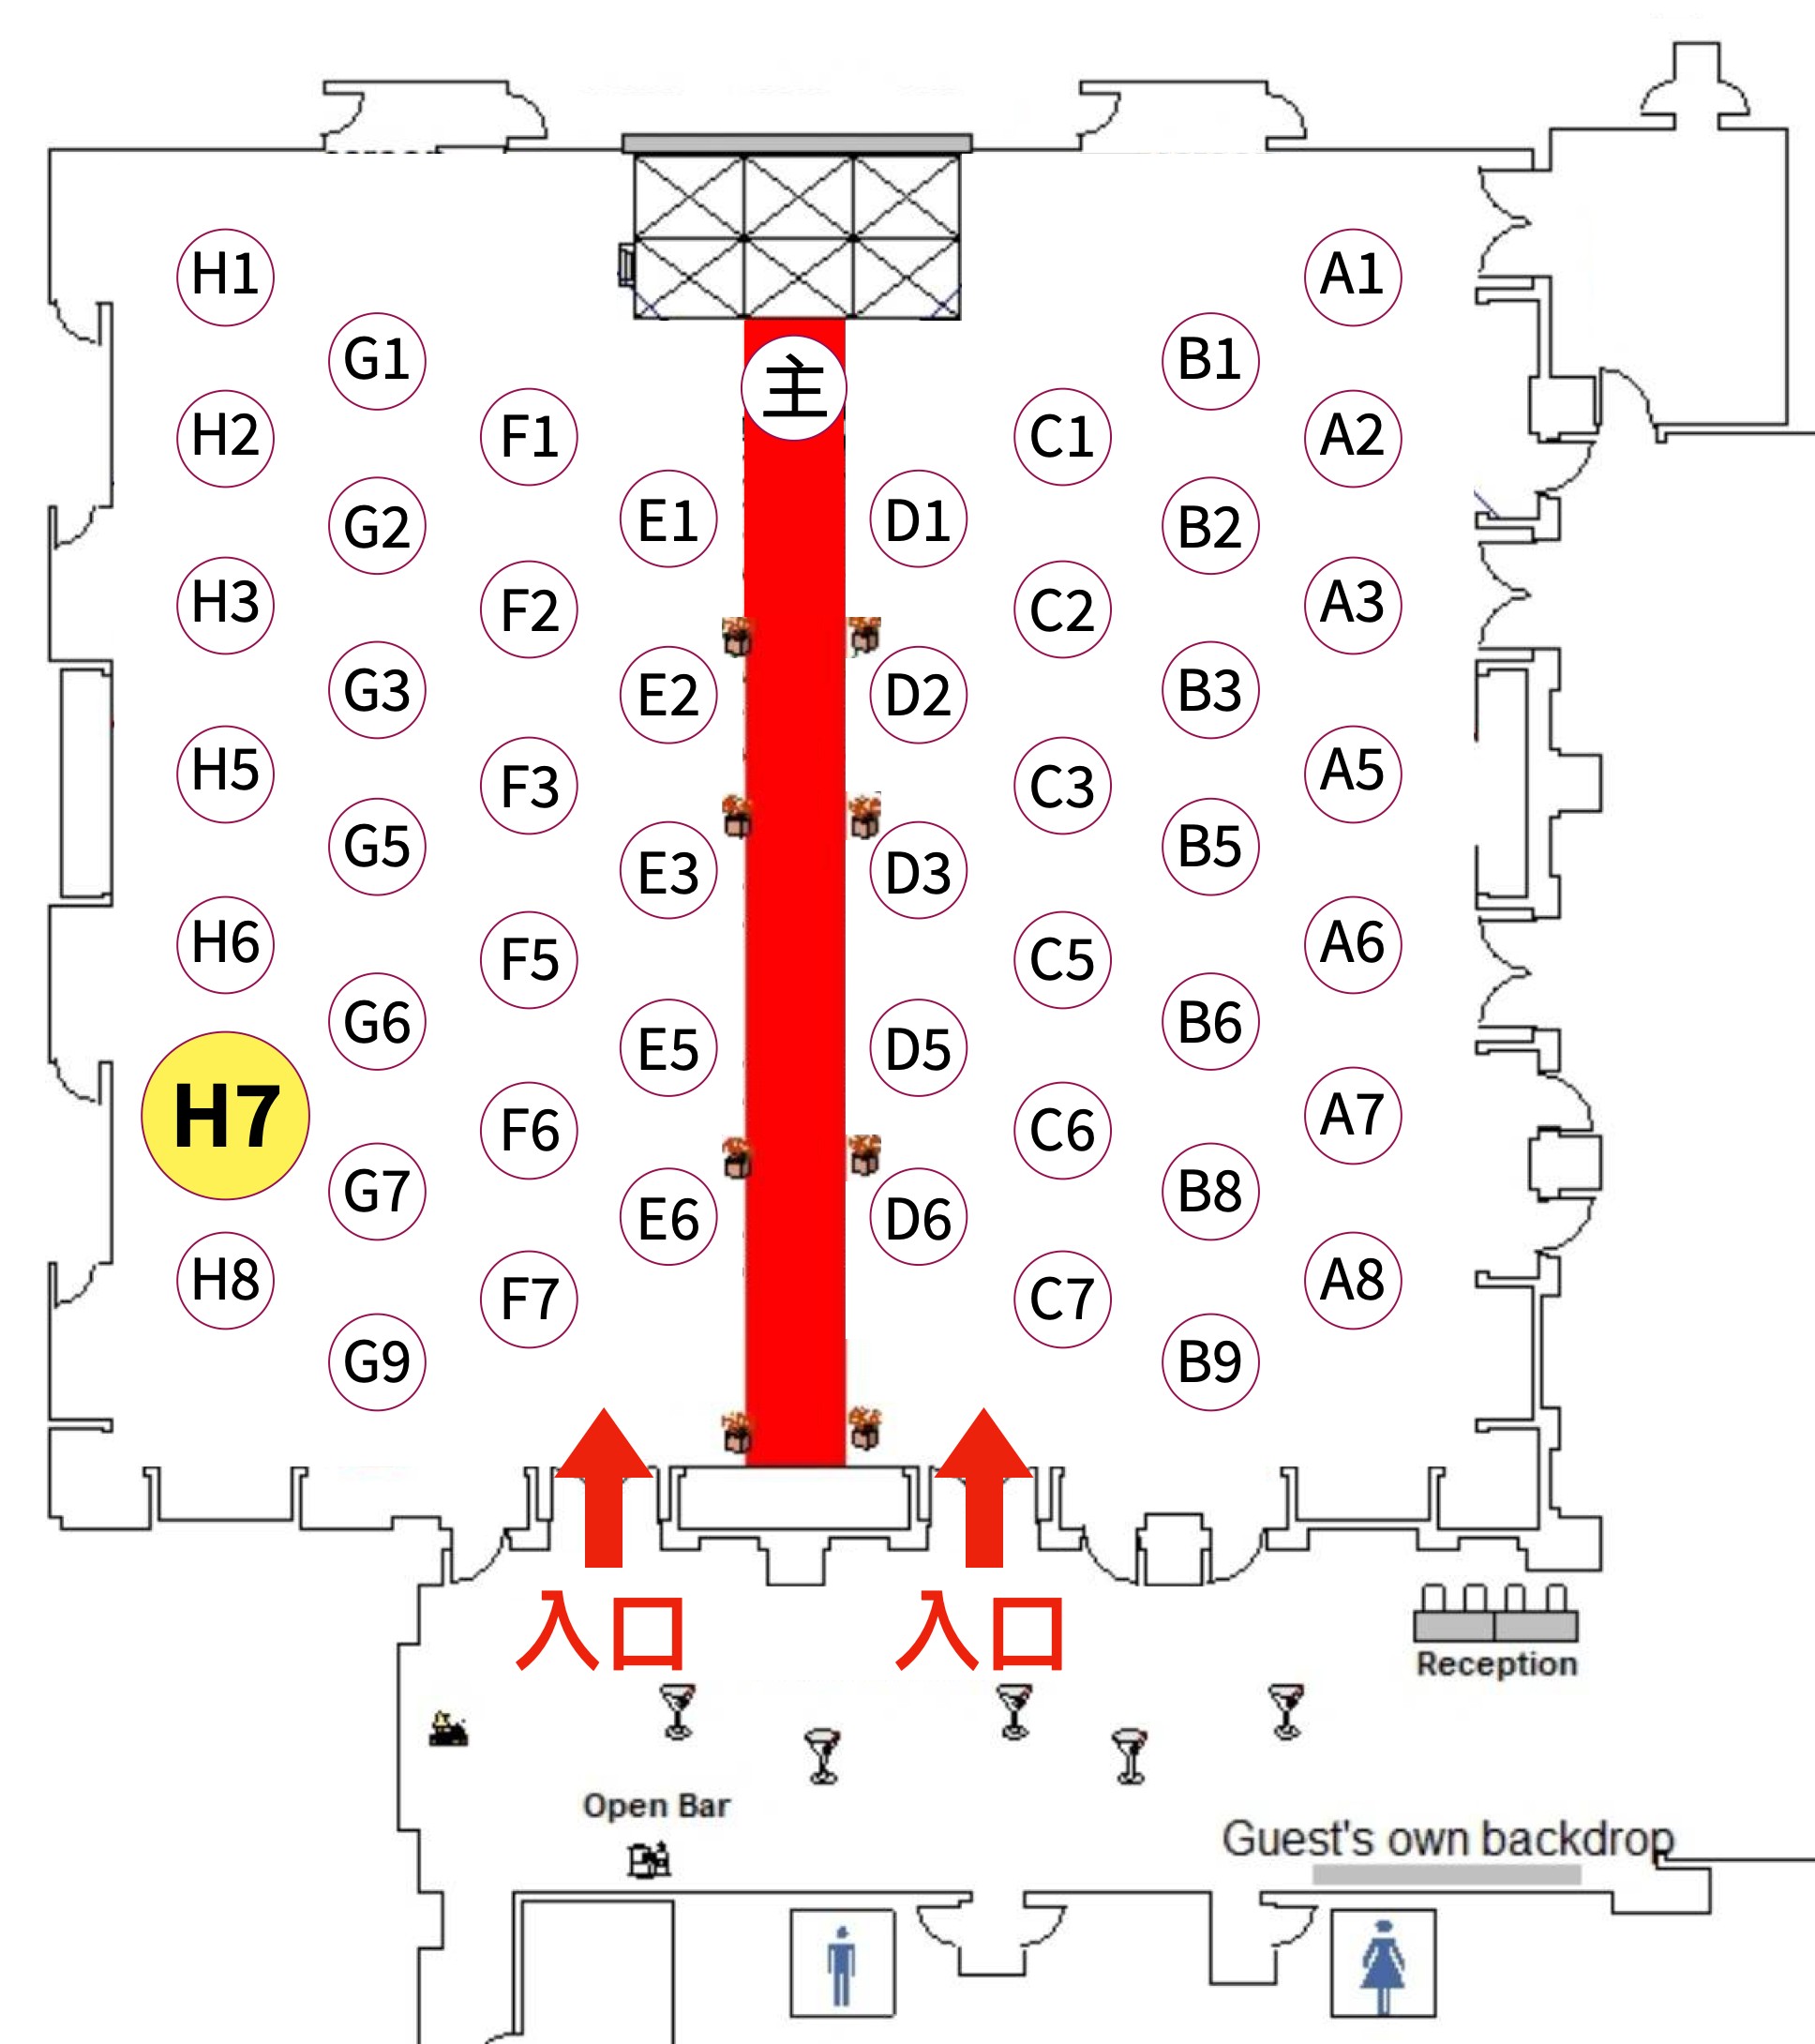 H1 A1
G1 主 B1
H2 F1 C1 A2
G2 E1 D1 B2
H3 F2 C2 A3
G3 E2 D2 B3
H5 F3 C3 A5
G5 E3 D3 B5
H6 F5 C5 A6
G6 E5 D5 B6
H7 F6 C6 A7
G7 E6 D6 B8
H8 F7 C7 A8
G9 B9
入口 入口
Reception
Open Bar
Guest's own backdrop